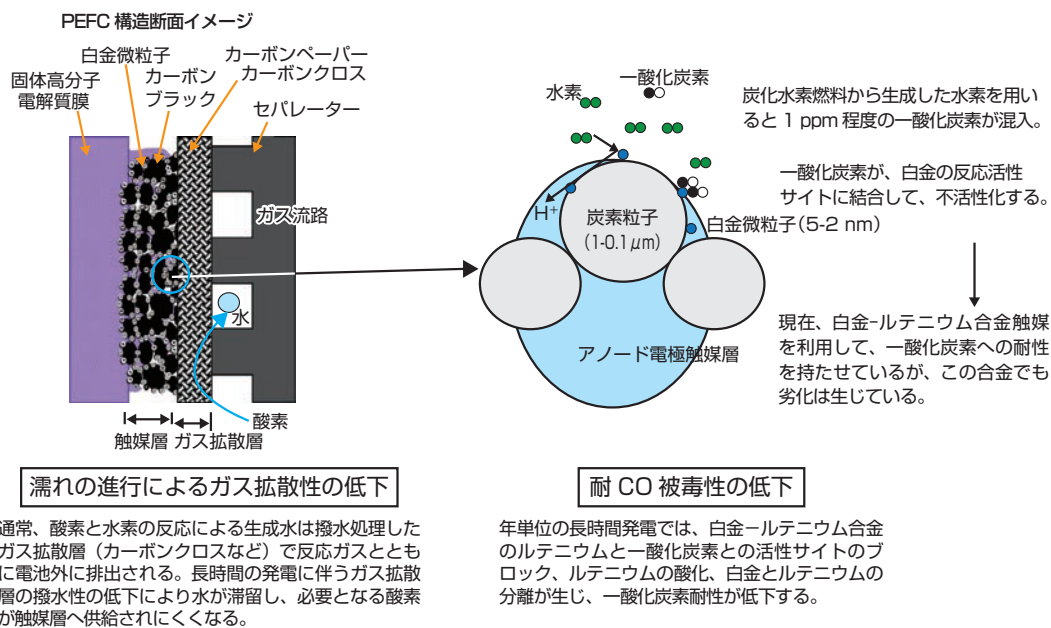 PEFC 構造断面イメージ
白金微粒子
カーボンペーパー
カーボンクロス
固体高分子
電解質膜
カーボン
ブラック
セパレーター
ガス流路
水
酸素
触媒層 ガス拡散層
濡れの進行によるガス拡散性の低下
通常、酸素と水素の反応による生成水は撥水処理した
ガス拡散層（カーボンクロスなど）で反応ガスととも
に電池外に排出される。長時間の発電に伴うガス拡散
層の撥水性の低下により水が滞留し、必要となる酸素
が触媒層へ供給されにくくなる。
水素
一酸化炭素
H⁺
炭素粒子
(1-0.1μm)
白金微粒子(5-2 nm)
アノード電極触媒層
炭化水素燃料から生成した水素を用い
ると 1 ppm 程度の一酸化炭素が混入。
一酸化炭素が、白金の反応活性
サイトに結合して、不活性化する。
現在、白金-ルテニウム合金触媒
を利用して、一酸化炭素への耐性
を持たせているが、この合金でも
劣化は生じている。
耐 CO 被毒性の低下
年単位の長時間発電では、白金－ルテニウム合金
のルテニウムと一酸化炭素との活性サイトのブ
ロック、ルテニウムの酸化、白金とルテニウムの
分離が生じ、一酸化炭素耐性が低下する。